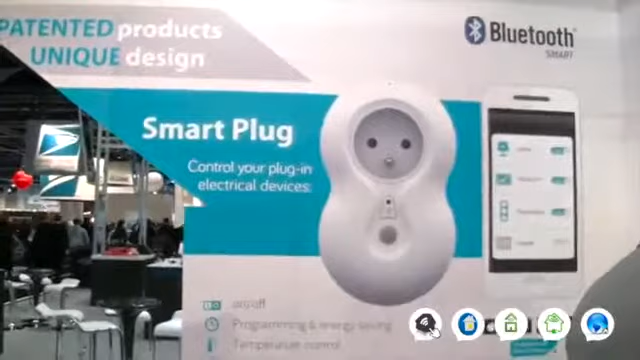 PATENTED products
UNIQUE design
Bluetooth
SMART
Smart Plug
Control your plug-in
electrical devices:
on/off
Programming & energy saving
Temperature control